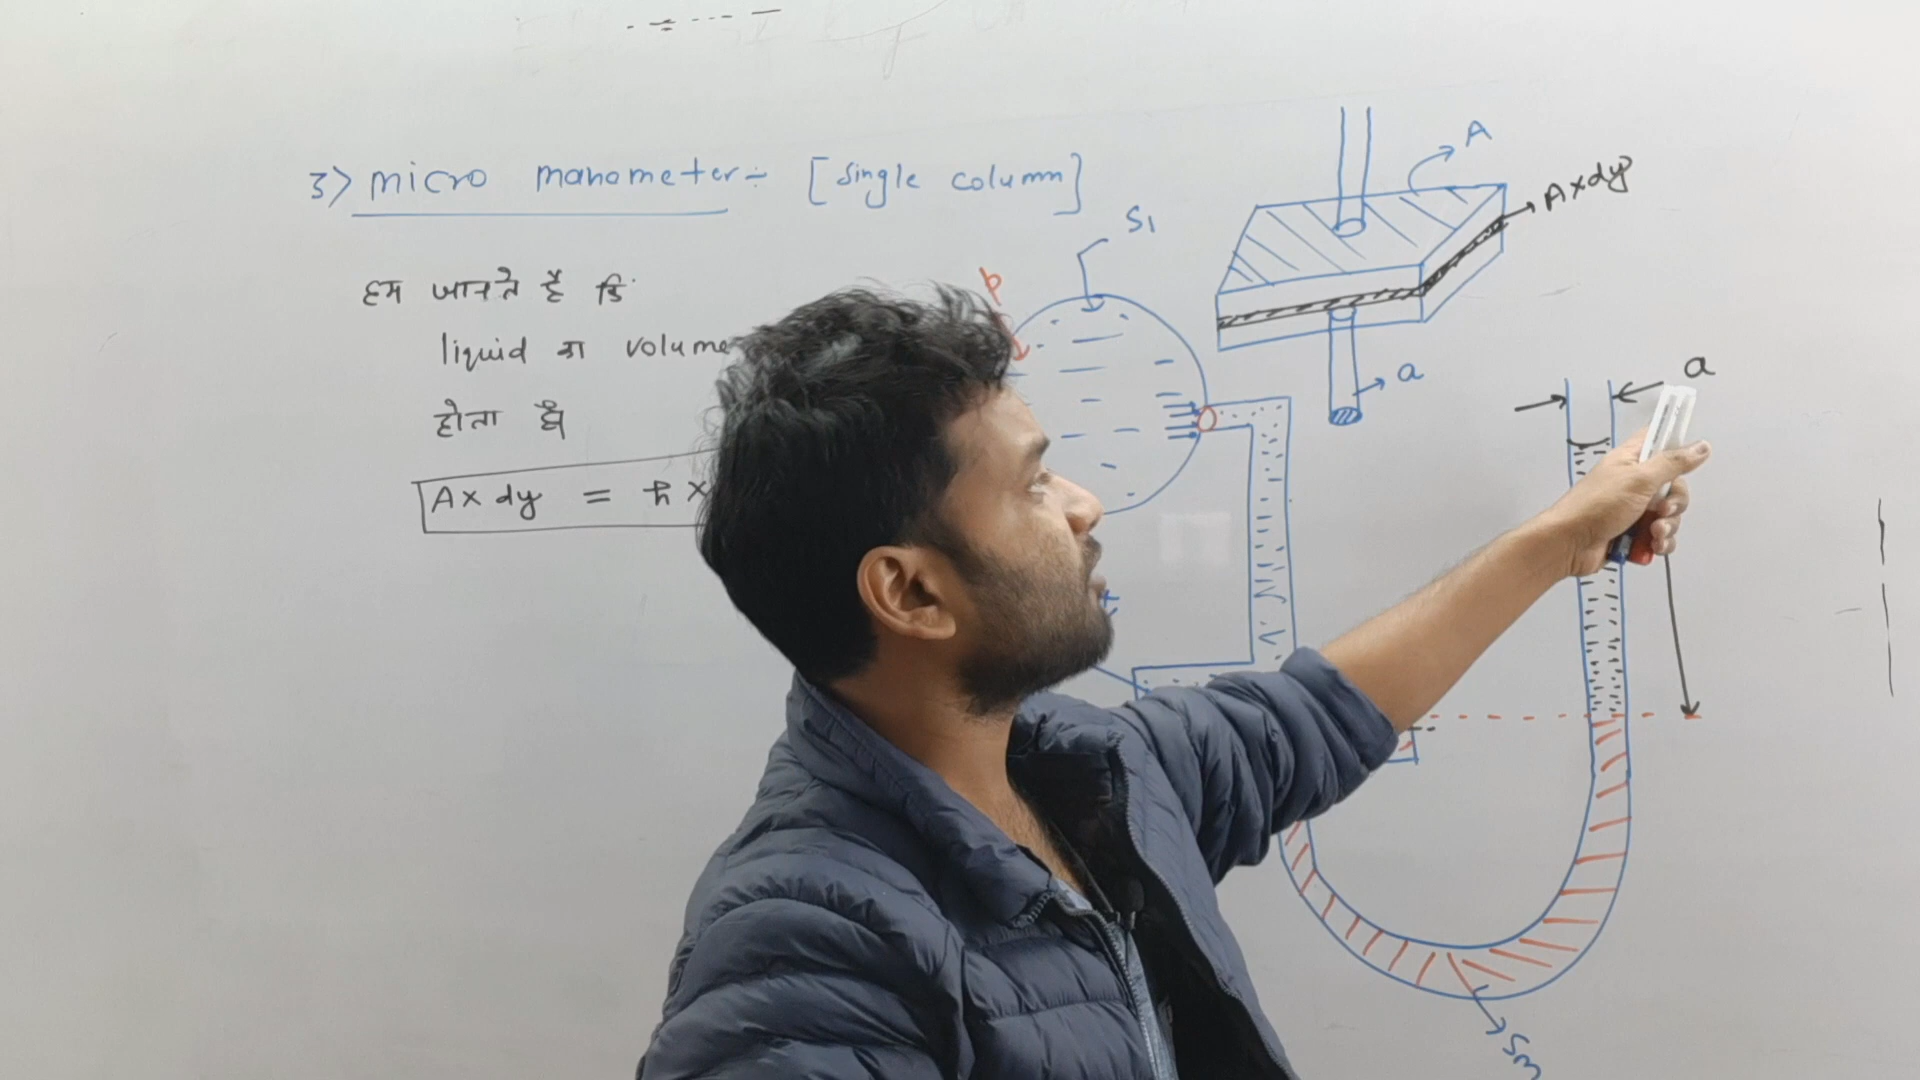 3) micro manometer:- [single column]
हम जानते हैं कि
liquid का volume
होता है
A x dy = h x
p
S1
A
A x dy
a
a
Sm